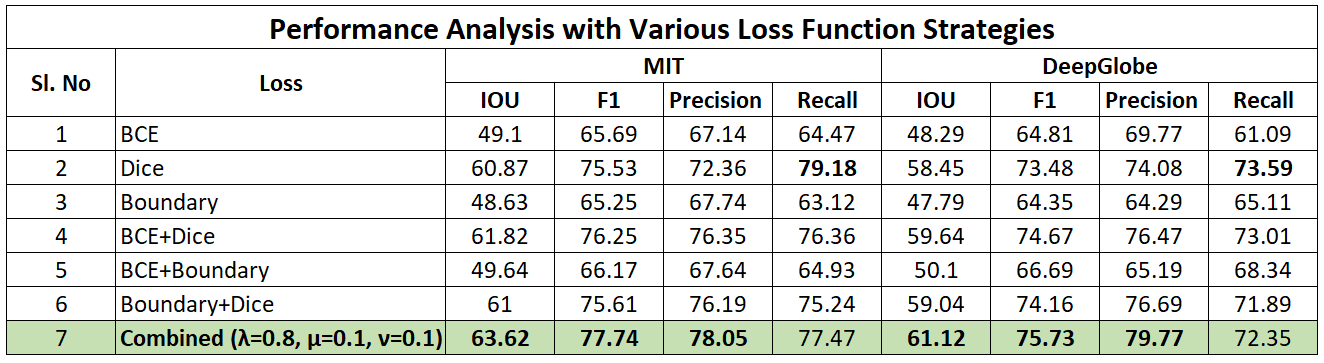 Performance Analysis with Various Loss Function Strategies
Sl. No Loss MIT DeepGlobe
IOU F1 Precision Recall IOU F1 Precision Recall
1 BCE 49.1 65.69 67.14 64.47 48.29 64.81 69.77 61.09
2 Dice 60.87 75.53 72.36 79.18 58.45 73.48 74.08 73.59
3 Boundary 48.63 65.25 67.74 63.12 47.79 64.35 64.29 65.11
4 BCE+Dice 61.82 76.25 76.35 76.36 59.64 74.67 76.47 73.01
5 BCE+Boundary 49.64 66.17 67.64 64.93 50.1 66.69 65.19 68.34
6 Boundary+Dice 61 75.61 76.19 75.24 59.04 74.16 76.69 71.89
7 Combined (λ=0.8, μ=0.1, ν=0.1) 63.62 77.74 78.05 77.47 61.12 75.73 79.77 72.35